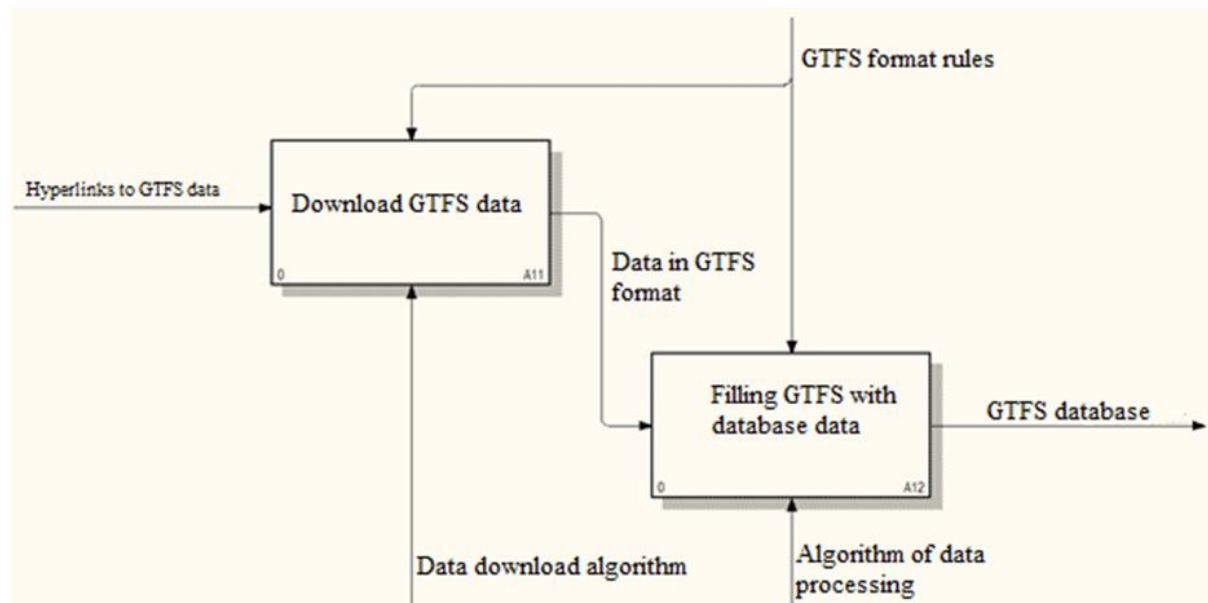 GTFS format rules
Hyperlinks to GTFS data
Download GTFS data
0
A11
Data in GTFS
format
Filling GTFS with
database data
0
A12
GTFS database
Data download algorithm
Algorithm of data
processing